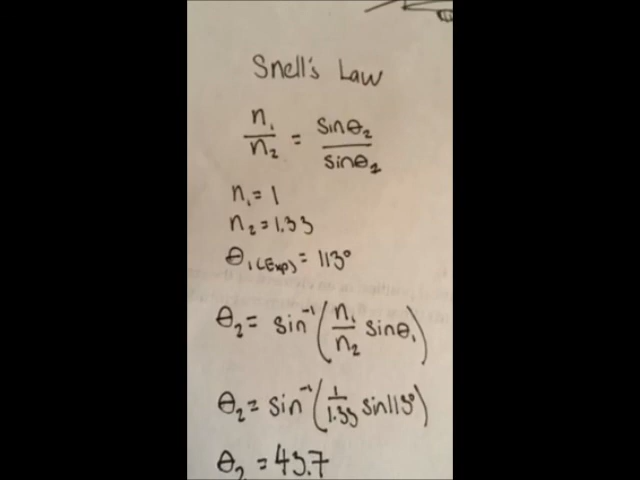 Snell's Law
n₁/n₂ = sinθ₂/sinθ₂
n₁ = 1
n₂ = 1.33
θ₁(Exp) = 113°
θ₂ = sin⁻¹(n₁/n₂ sinθ₁)
θ₂ = sin⁻¹(1/1.33 sin113°)
θ₂ = 43.7